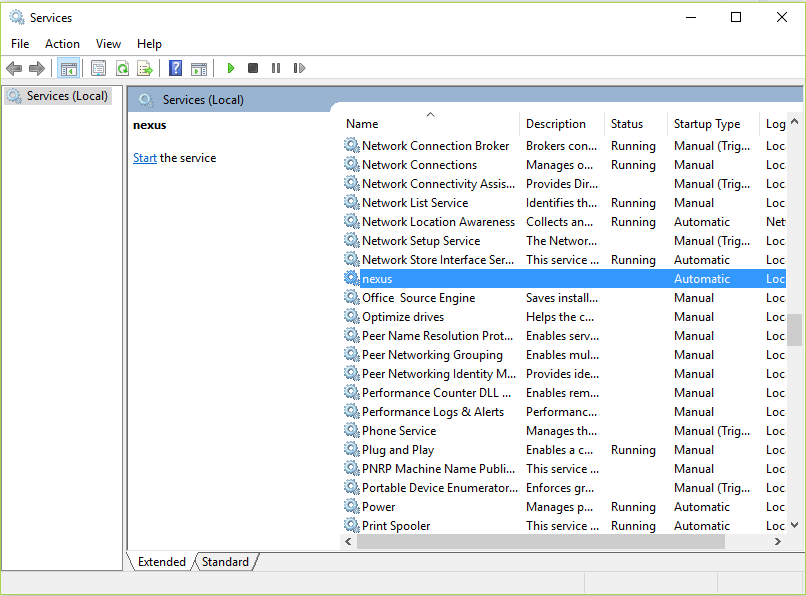 Services
File Action View Help
Services (Local)
Services (Local)
nexus
Start the service
Name Description Status Startup Type Log
Network Connection Broker Brokers con... Running Manual (Trig... Loc
Network Connections Manages o... Running Manual Loc
Network Connectivity Assis... Provides Dir... Manual (Trig... Loc
Network List Service Identifies th... Running Manual Loc
Network Location Awareness Collects an... Running Automatic Net
Network Setup Service The Networ... Manual (Trig... Loc
Network Store Interface Ser... This service ... Running Automatic Loc
nexus Automatic Loc
Office  Source Engine Saves install... Manual Loc
Optimize drives Helps the c... Manual Loc
Peer Name Resolution Prot... Enables serv... Manual Loc
Peer Networking Grouping Enables mul... Manual Loc
Peer Networking Identity M... Provides ide... Manual Loc
Performance Counter DLL ... Enables rem... Manual Loc
Performance Logs & Alerts Performanc... Manual Loc
Phone Service Manages th... Manual (Trig... Loc
Plug and Play Enables a c... Running Manual Loc
PNRP Machine Name Publi... This service ... Manual Loc
Portable Device Enumerator... Enforces gr... Manual (Trig... Loc
Power Manages p... Running Automatic Loc
Print Spooler This service ... Running Automatic Loc
Extended Standard